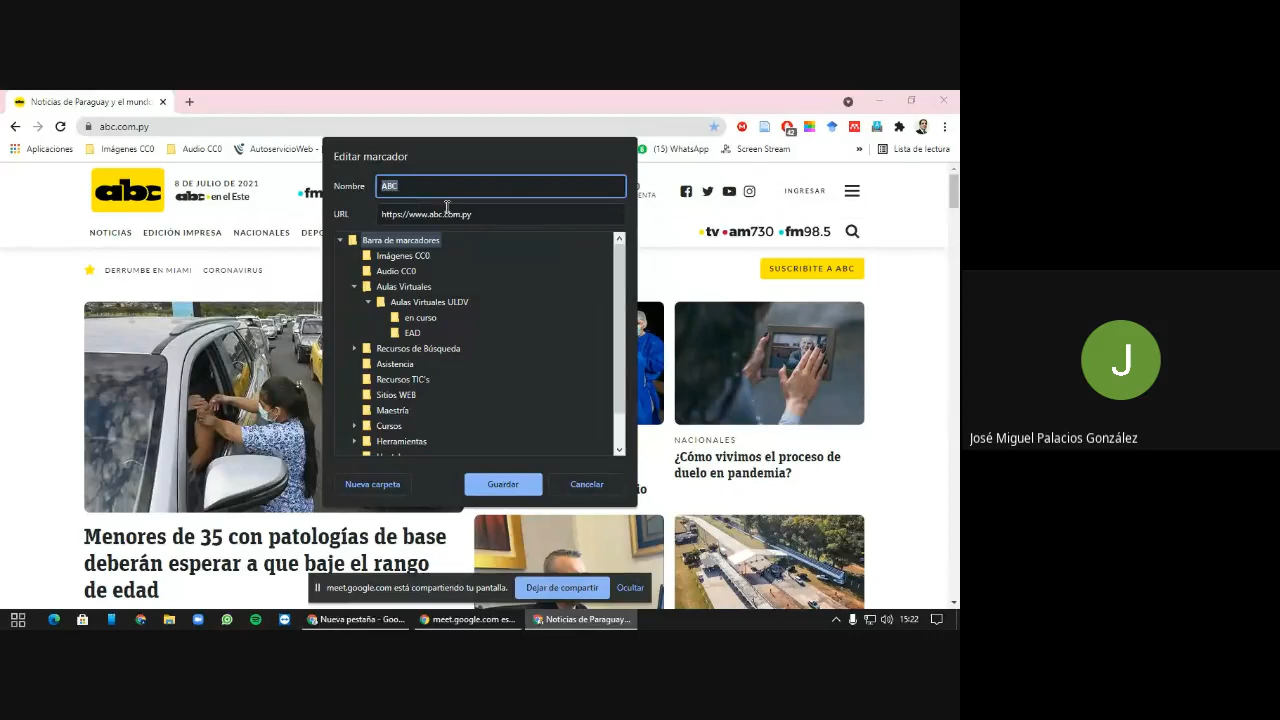 Noticias de Paraguay y el mund
abc.com.py
42
Aplicaciones
Imágenes CC0
Audio CC0
AutoservicioWeb -
(15) WhatsApp
Screen Stream
»
Lista de lectura
abc
8 DE JULIO DE 2021
abc en el Este
fm
ENTA
INGRESAR
NOTICIAS
EDICIÓN IMPRESA
NACIONALES
DEPO
tv
am730
fm98.5
DERRUMBE EN MIAMI
CORONAVIRUS
SUSCRIBITE A ABC
Editar marcador
Nombre
ABC
URL
https://www.abc.com.py
Barra de marcadores
Imágenes CC0
Audio CC0
Aulas Virtuales
Aulas Virtuales ULDV
en curso
EAD
Recursos de Búsqueda
Asistencia
Recursos TIC's
Sitios WEB
Maestría
Cursos
Herramientas
Nueva carpeta
Guardar
Cancelar
NACIONALES
¿Cómo vivimos el proceso de
duelo en pandemia?
io
Menores de 35 con patologías de base
deberán esperar a que baje el rango
de edad
meet.google.com está compartiendo tu pantalla.
Dejar de compartir
Ocultar
Nueva pestaña - Goo...
meet.google.com es...
Noticias de Paraguay...
15:22
J
José Miguel Palacios González